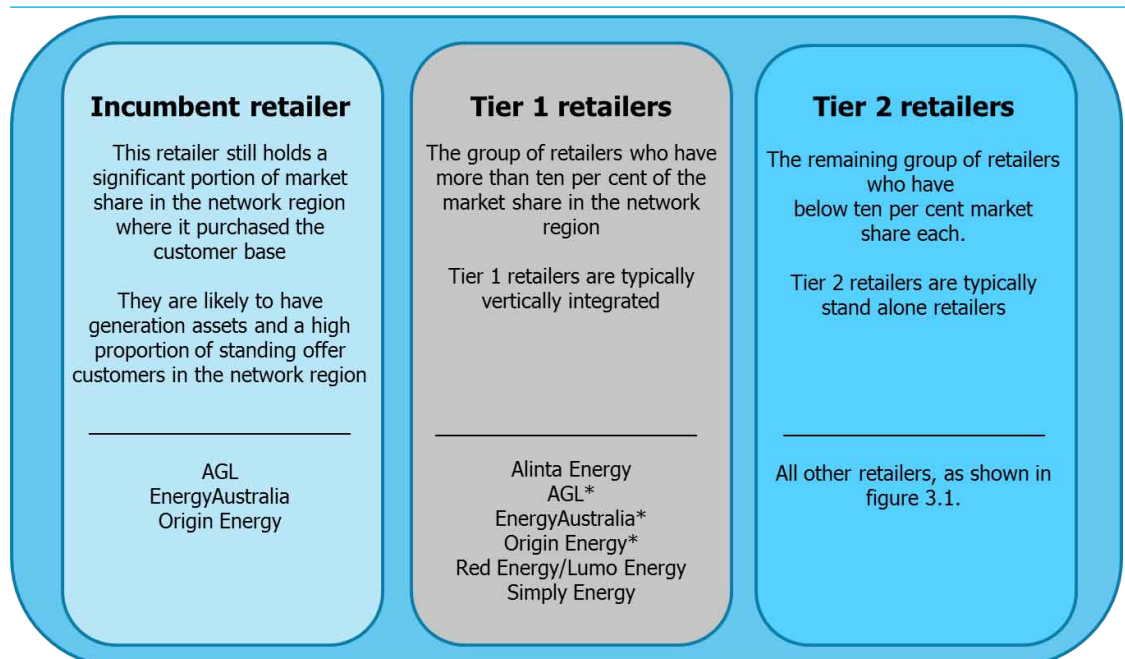 Incumbent retailer
This retailer still holds a
significant portion of market
share in the network region
where it purchased the
customer base
They are likely to have
generation assets and a high
proportion of standing offer
customers in the network region
AGL
EnergyAustralia
Origin Energy
Tier 1 retailers
The group of retailers who have
more than ten per cent of the
market share in the network
region
Tier 1 retailers are typically
vertically integrated
Alinta Energy
AGL*
EnergyAustralia*
Origin Energy*
Red Energy/Lumo Energy
Simply Energy
Tier 2 retailers
The remaining group of retailers
who have
below ten per cent market
share each.
Tier 2 retailers are typically
stand alone retailers
All other retailers, as shown in
figure 3.1.